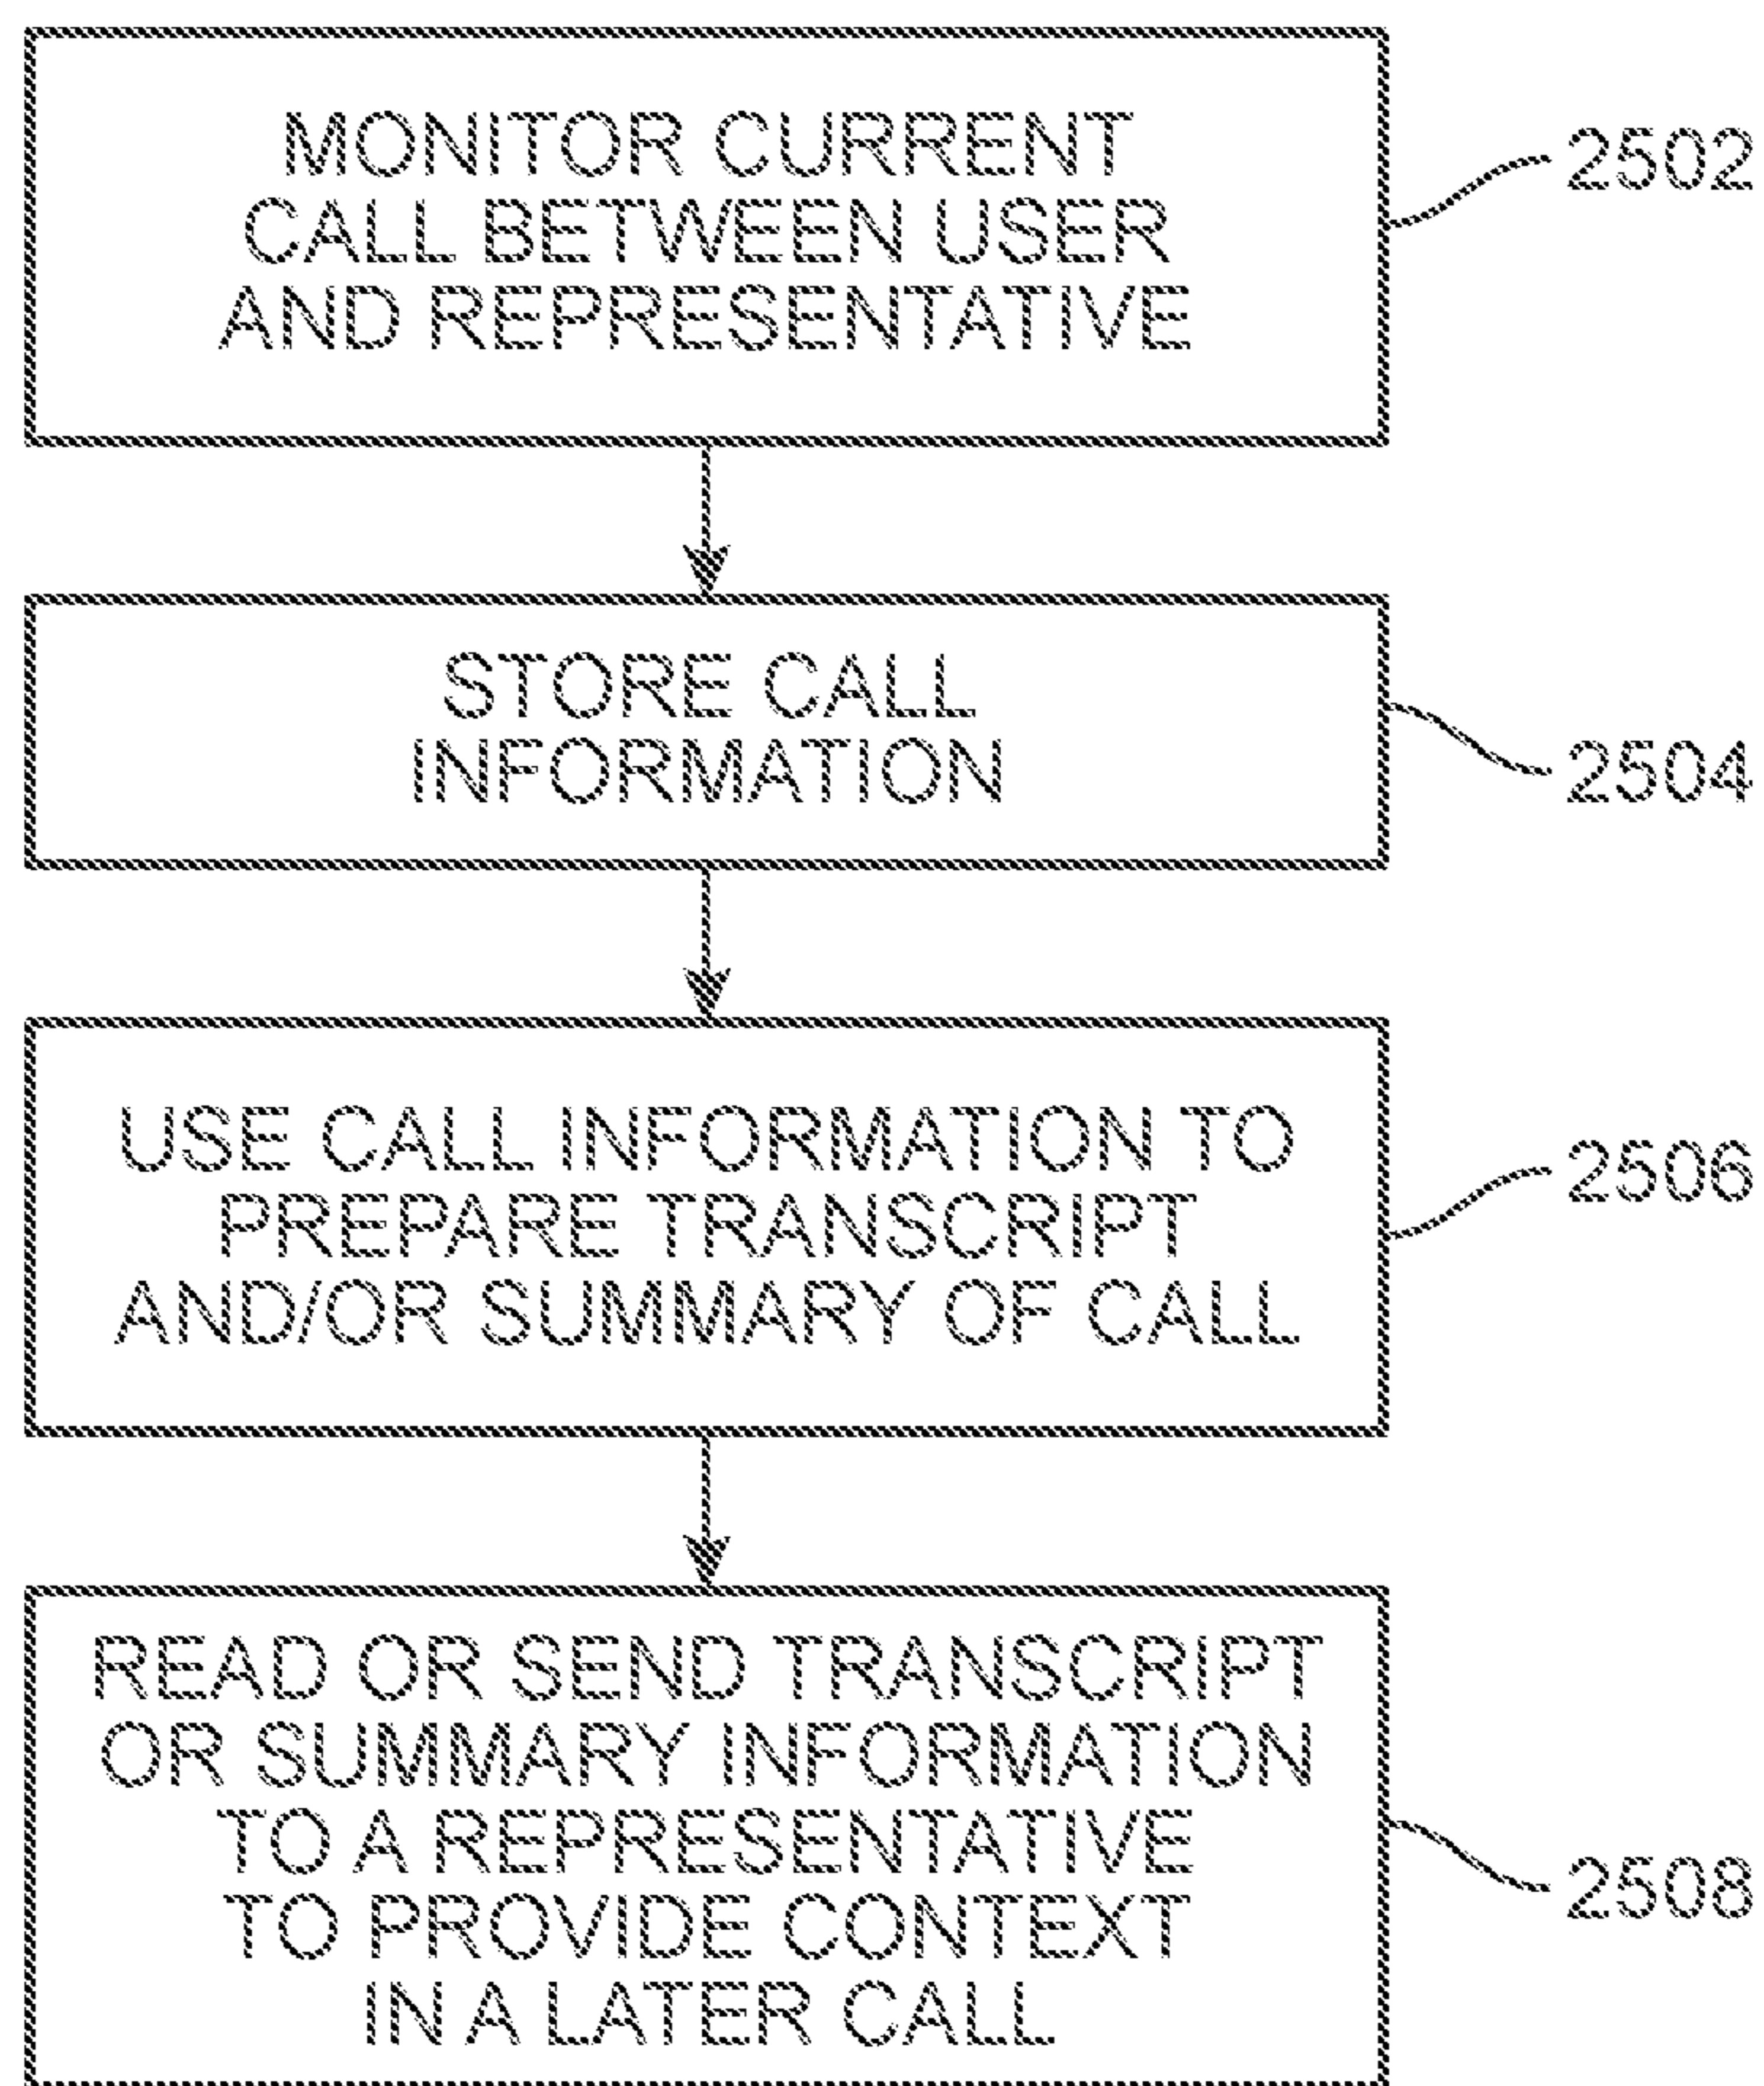 MONITOR CURRENT
CALL BETWEEN USER
AND REPRESENTATIVE
2502
STORE CALL
INFORMATION
2504
USE CALL INFORMATION TO
PREPARE TRANSCRIPT
AND/OR SUMMARY OF CALL
2506
READ OR SEND TRANSCRIPT
OR SUMMARY INFORMATION
TO A REPRESENTATIVE
TO PROVIDE CONTEXT
IN A LATER CALL
2508